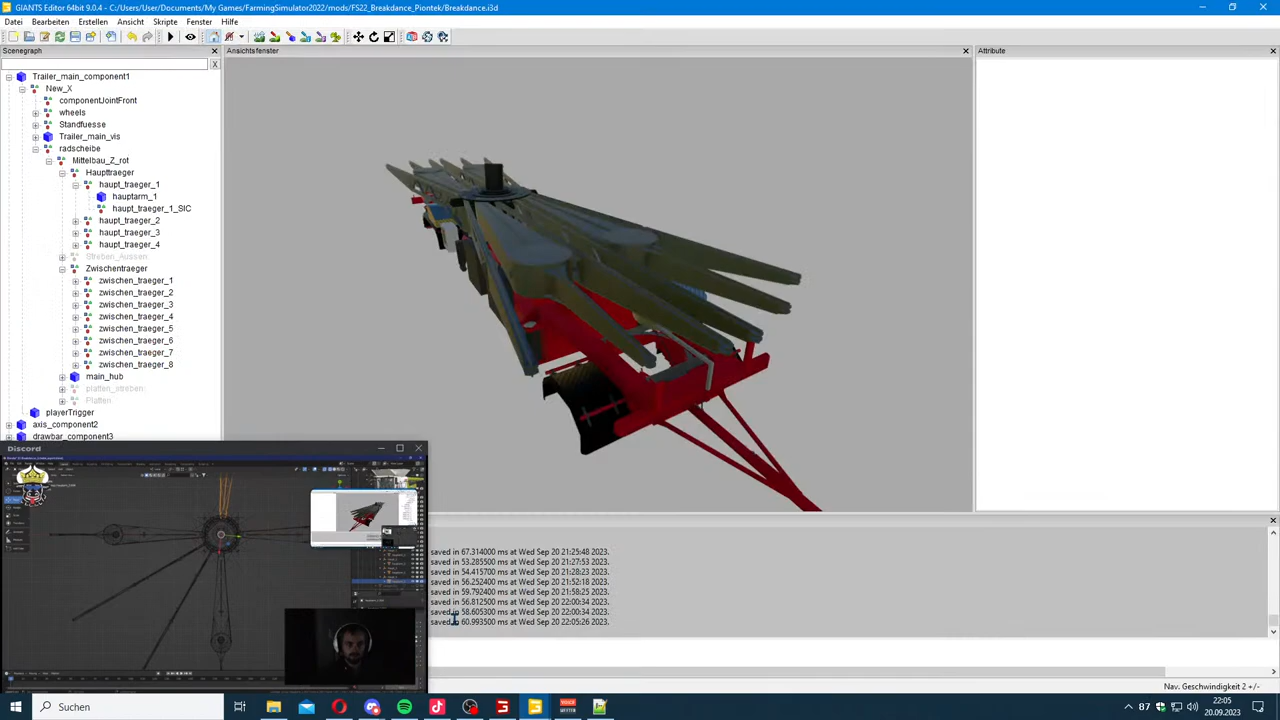 GIANTS Editor 64bit 9.0.4 - C:/Users/User/Documents/My Games/FarmingSimulator2022/mods/FS22_Breakdance_Piontek/Breakdance.i3d
Datei Bearbeiten Erstellen Ansicht Skripte Fenster Hilfe
Scenegraph
Ansichtsfenster
Attribute
X
Trailer_main_component1
New_X
componentJointFront
wheels
Standfuesse
Trailer_main_vis
radscheibe
Mittelbau_Z_rot
Haupttraeger
haupt_traeger_1
hauptarm_1
haupt_traeger_1_SIC
haupt_traeger_2
haupt_traeger_3
haupt_traeger_4
Streben_Aussen
Zwischentraeger
zwischen_traeger_1
zwischen_traeger_2
zwischen_traeger_3
zwischen_traeger_4
zwischen_traeger_5
zwischen_traeger_6
zwischen_traeger_7
zwischen_traeger_8
main_hub
platten_streben
Platten
playerTrigger
axis_component2
drawbar_component3
Discord
saved in 67.314000 ms at Wed Sep 20 21:25:48 2023.
saved in 53.285500 ms at Wed Sep 20 21:27:53 2023.
saved in 54.415700 ms at Wed Sep 20 21:28:23 2023.
saved in 56.252400 ms at Wed Sep 20 21:52:18 2023.
saved in 59.792400 ms at Wed Sep 20 21:58:25 2023.
saved in 56.812500 ms at Wed Sep 20 22:00:34 2023.
saved in 58.605300 ms at Wed Sep 20 22:00:34 2023.
saved in 60.993500 ms at Wed Sep 20 22:05:26 2023.
Nav. Geschwindigkeit 2 +/-
Suchen
87
22:05
20.09.2023